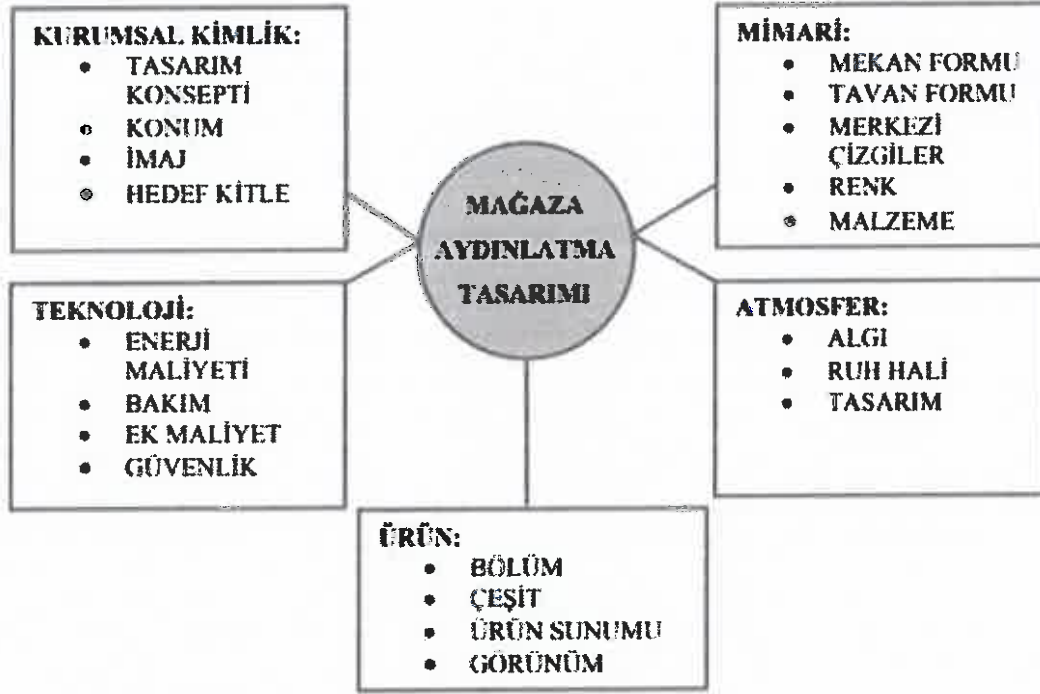 KURUMSAL KİMLİK:
• TASARIM
KONSEPTİ
• KONUM
• İMAJ
• HEDEF KİTLE
MİMARİ:
• MEKAN FORMU
• TAVAN FORMU
• MERKEZİ
ÇİZGİLER
• RENK
• MALZEME
MAĞAZA
AYDINLATMA
TASARIMI
TEKNOLOJİ:
• ENERJİ
MALİYETİ
• BAKIM
• EK MALİYET
• GÜVENLİK
ATMOSFER:
• ALGI
• RUH HALİ
• TASARIM
ÜRÜN:
• BÖLÜM
• ÇEŞİT
• ÜRÜN SUNUMU
• GÖRÜNÜM